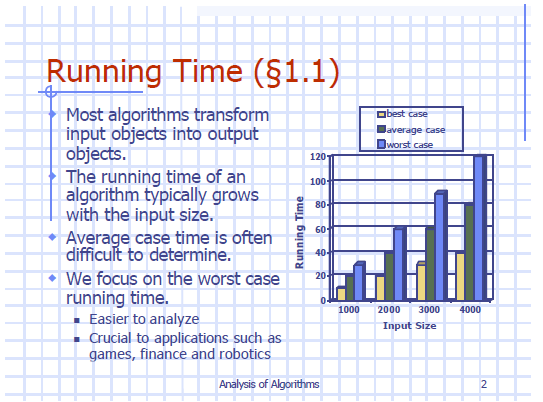 Running Time (§1.1)
Most algorithms transform
input objects into output
objects.
The running time of an
algorithm typically grows
with the input size.
Average case time is often
difficult to determine.
We focus on the worst case
running time.
Easier to analyze
Crucial to applications such as
games, finance and robotics
best case
average case
worst case
120
100
80
60
40
20
0
Running Time
1000 2000 3000 4000
Input Size
Analysis of Algorithms 2